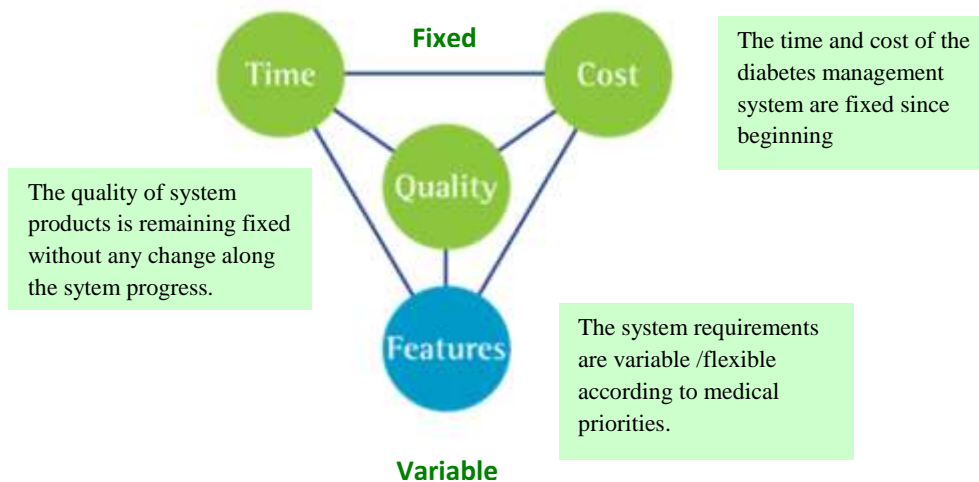 Fixed
Time
Cost
The time and cost of the
diabetes management
system are fixed since
beginning
Quality
The quality of system
products is remaining fixed
without any change along
the sytem progress.
Features
The system requirements
are variable /flexible
according to medical
priorities.
Variable